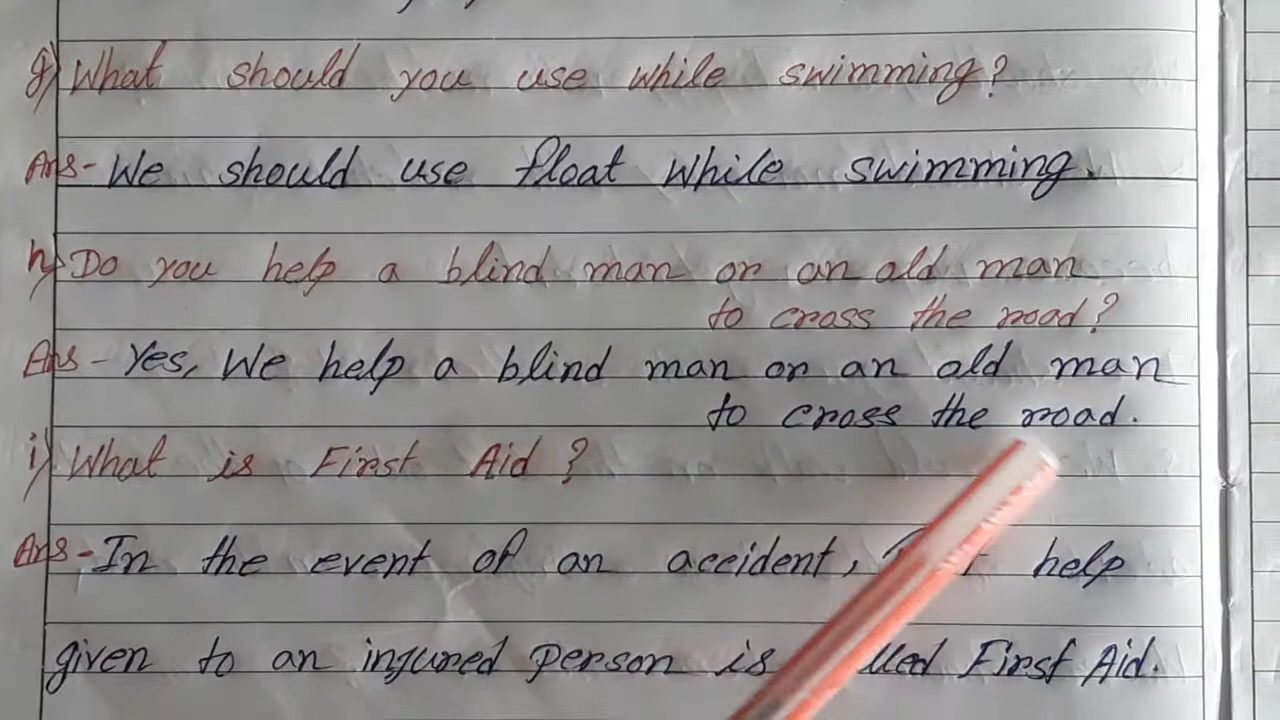 g) What should you use while swimming?
Ans- We should use float while swimming.
h) Do you help a blind man or an old man
to cross the road?
Ans- Yes, We help a blind man or an old man
to cross the road.
i) What is First Aid?
Ans- In the event of an accident, help
given to an injured person is First Aid.